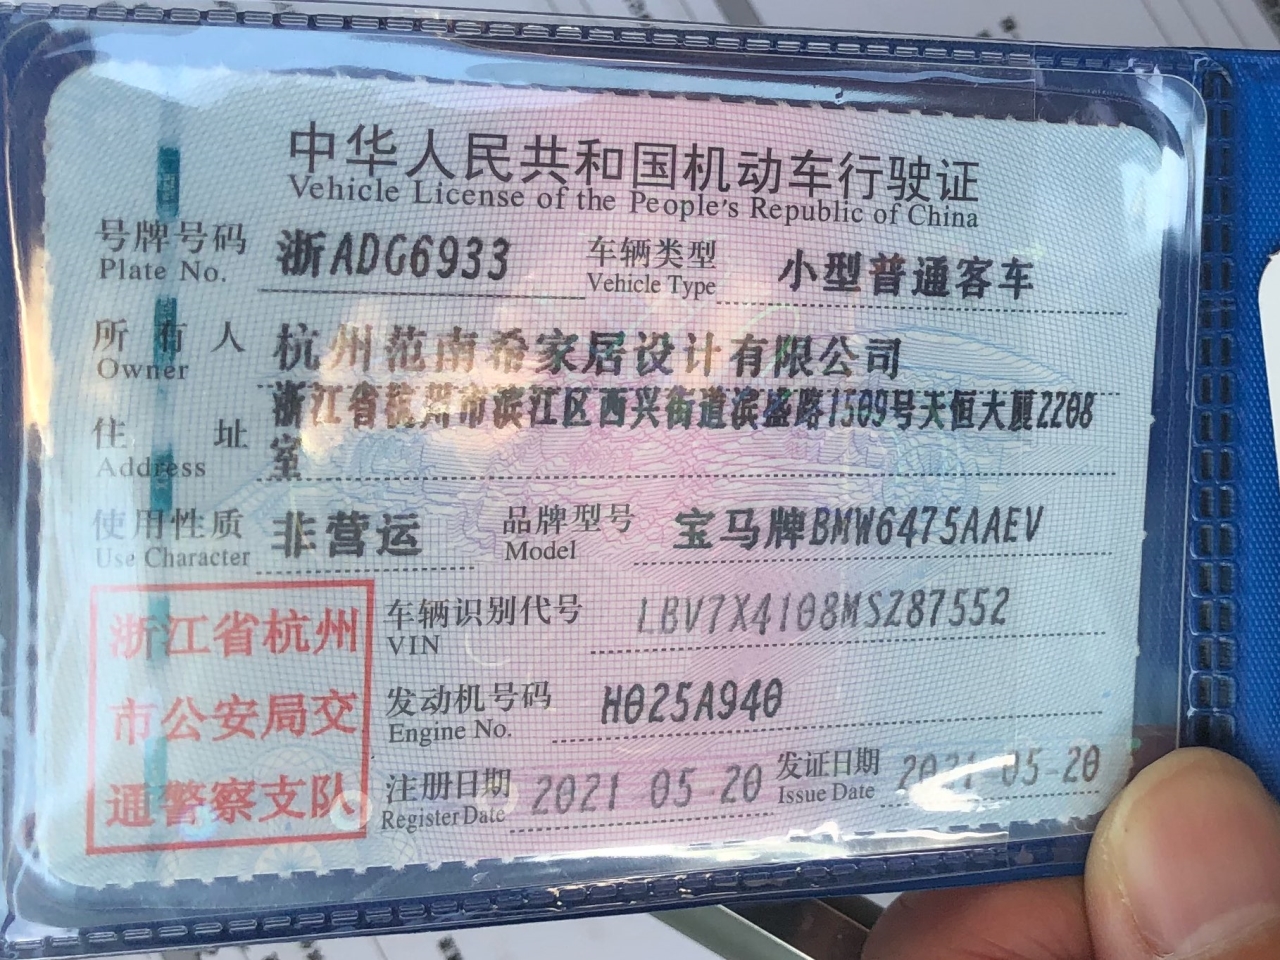 中华人民共和国机动车行驶证
Vehicle License of the People's Republic of China
号牌号码 浙ADG6933 车辆类型 小型普通客车
Plate No. Vehicle Type
所有人 杭州范南希家居设计有限公司
Owner
住址 浙江省杭州市滨江区西兴街道滨盛路1509号天恒大厦2208
Address 室
使用性质 非营运 品牌型号 宝马牌BMW6475AAEV
Use Character Model
车辆识别代号 LBV7X4108MSZ87552
VIN
发动机号码 H025A940
Engine No.
注册日期 2021-05-20 发证日期 2021-05-20
Register Date Issue Date
浙江省杭州
市公安局交
通警察支队